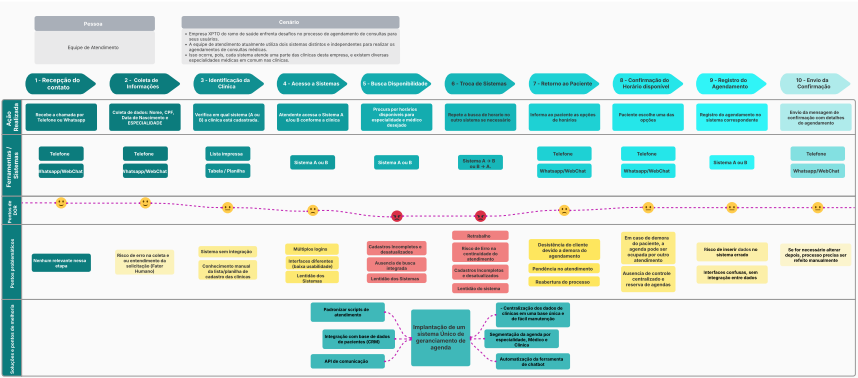 Pessoa
Equipe de Atendimento
Cenário
• Empresa XPTO do ramo de saúde enfrenta desafios no processo de agendamento de consultas para
seus usuários.
• A equipe de atendimento atualmente utiliza dois sistemas distintos e independentes para realizar os
agendamentos de consultas médicas.
• Isso ocorre, pois, cada sistema atende uma parte das clínicas desta empresa, e existem diversas
especialidades médicas em comum nas clínicas.
1 - Recepção do
contato
2 - Coleta de
Informações
3 - Identificação da
Clínica
4 - Acesso a Sistemas
5 - Busca Disponibilidade
6 - Troca de Sistemas
7 - Retorno ao Paciente
8 - Confirmação do
Horário disponível
9 - Registro do
Agendamento
10 - Envio da
Confirmação
Ação
Realizada
Recebe a chamada por
Telefone ou Whatsapp
Coleta de dados: Nome, CPF,
Data de Nascimento e
ESPECIALIDADE
Verifica em qual sistema (A ou
B) a clínica está cadastrada.
Atendente acessa o Sistema A
e/ou B conforme a clínica
Procura por horários
disponíveis para
especialidade e médico
desejado
Repete a busca de horário no
outro sistema se necessário
Informa ao paciente as opções
de horários
Paciente escolhe uma das
opções
Registro do agendamento no
sistema correspondente
Envio da mensagem de
confirmação com detalhes do
agendamento
Ferramentas /
Sistemas
Telefone
Whatsapp/WebChat
Telefone
Whatsapp/WebChat
Lista impressa
Tabela / Planilha
Sistema A ou B
Sistema A ou B
Sistema A -> B
ou B -> A.
Telefone
Whatsapp/WebChat
Telefone
Whatsapp/WebChat
Sistema A ou B
Telefone
Whatsapp/WebChat
Pontos de
DOR
Pontos problemáticos
Nenhum relevante nessa
etapa
Risco de erro na coleta e
ou entendimento da
solicitação (Fator
Humano)
Sistema sem integração
Conhecimento manual
da lista/planilha de
cadastro das clínicas
Múltiplos logins
Interfaces diferentes
(baixa usabilidade)
Lentidão dos
Sistemas
Cadastros incompletos e
desatualizados
Ausencia de busca
integrada
Lentidão dos Sistemas
Retrabalho
Risco de Erro na
continuidade do
atendimento
Cadastros incompletos
e desatualizados
Lentidão do sistema
Desistência do cliente
devido a demora do
agendamento
Pendência no atendimento
Reabertura do processo
Em caso de demora
do paciente, a
agenda pode ser
ocupada por outro
atendimento
Ausencia de controle
centralizado e
reserva de agendas
Risco de inserir dados no
sistema errado
Interfaces confusas, sem
integração entre dados
Se for necessário alterar
depois, processo precisa ser
refeito manualmente
Soluções e pontos de melhoria
Padronizar scripts de
atendimento
Integração com base de dados
de pacientes (CRM)
API de comunicação
Implantação de um
sistema Único de
gerenciamento de
agenda
- Centralização dos dados de
clínicas em uma base única e
de fácil manutenção
Segmentação da agenda por
especialidade, Médico e
Clínica
Automatização da ferramenta
de chatbot